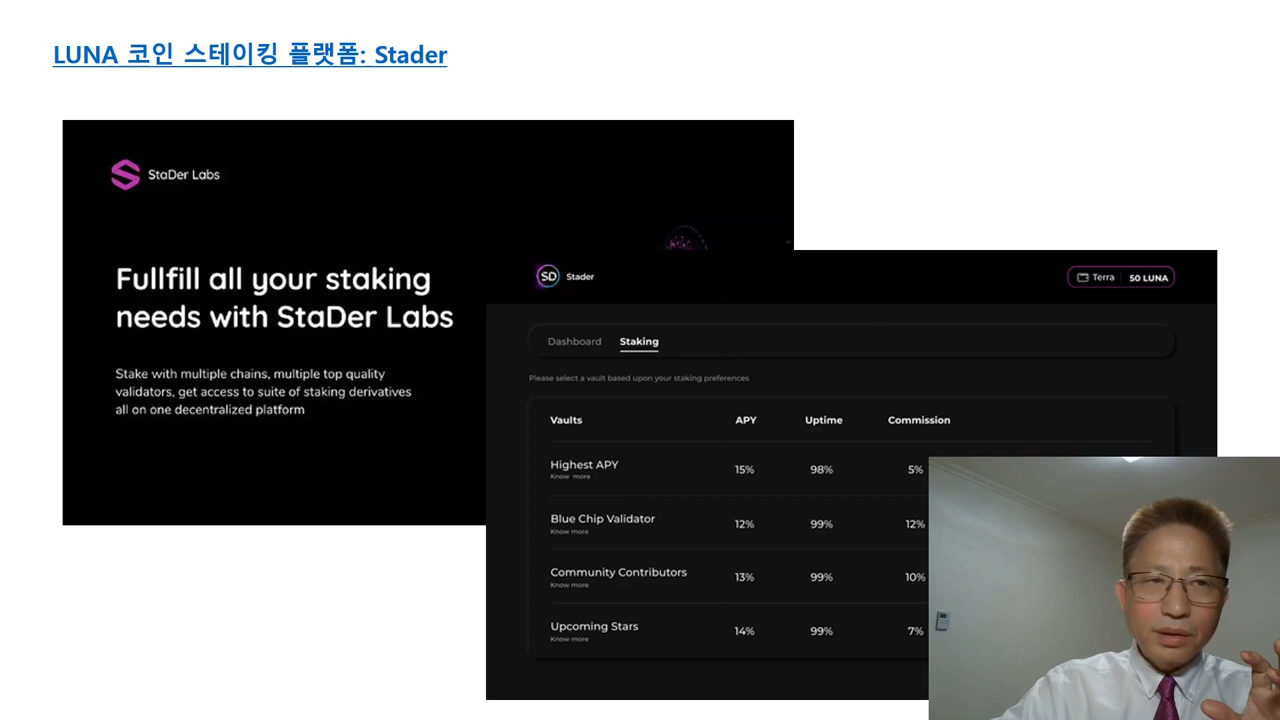 LUNA 코인 스테이킹 플랫폼: Stader
StaDer Labs
Fullfill all your staking
needs with StaDer Labs
Stake with multiple chains, multiple top quality
validators, get access to suite of staking derivatives
all on one decentralized platform
SD Stader
Terra 50 LUNA
Dashboard Staking
Please select a vault based upon your staking preferences
Vaults APY Uptime Commission
Highest APY 15% 98% 5%
Know more
Blue Chip Validator 12% 99% 12%
Know more
Community Contributors 13% 99% 10%
Know more
Upcoming Stars 14% 99% 7%
Know more